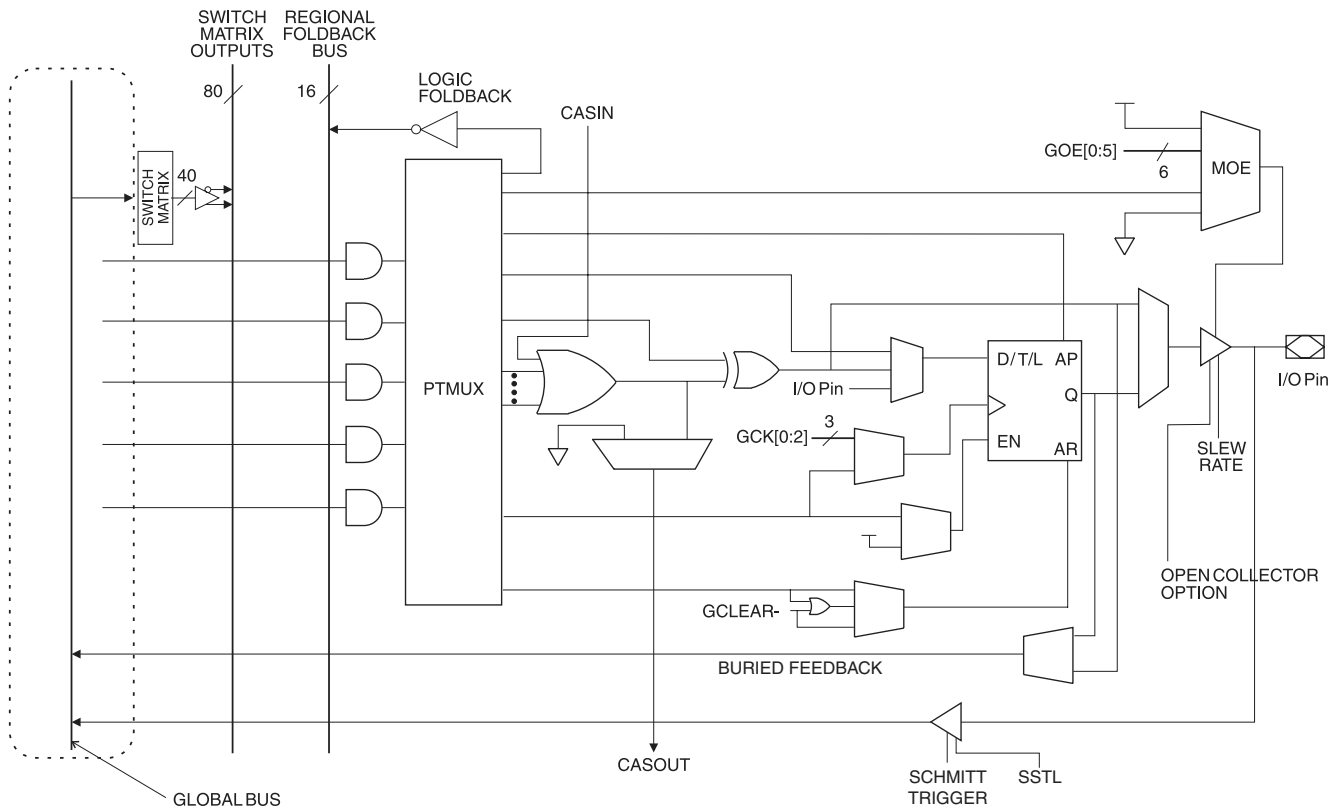 SWITCH
MATRIX
OUTPUTS
REGIONAL
FOLDBACK
BUS
80
16
LOGIC
FOLDBACK
CASIN
GOE[0:5]
6
MOE
SWITCH
MATRIX
40
PTMUX
D/T/L
AP
Q
EN
AR
I/O Pin
I/O Pin
GCK[0:2]
3
SLEW
RATE
OPEN COLLECTOR
OPTION
GCLEAR-
BURIED FEEDBACK
CASOUT
SCHMITT
TRIGGER
SSTL
GLOBAL BUS